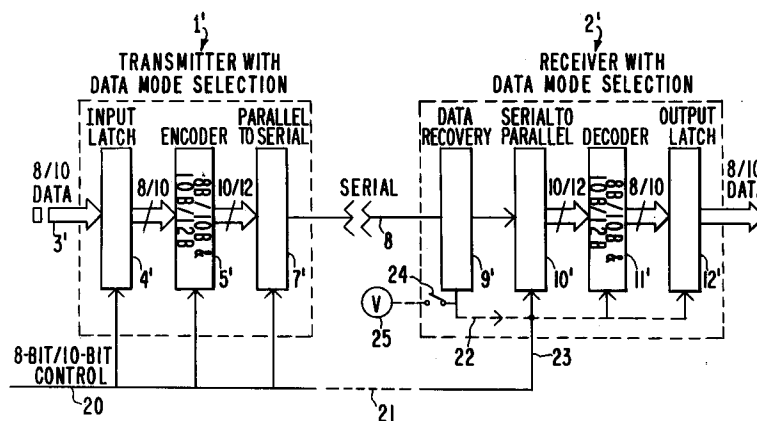 1'
TRANSMITTER WITH
DATA MODE SELECTION
2'
RECEIVER WITH
DATA MODE SELECTION
INPUT
LATCH
ENCODER
PARALLEL
TO SERIAL
DATA
RECOVERY
SERIAL TO
PARALLEL
DECODER
OUTPUT
LATCH
8/10
DATA
3'
8/10
8B/10B &
10B/12B
10/12
SERIAL
8
10/12
8B/10B &
10B/12B
8/10
8/10
DATA
4'
5'
7'
9'
10'
11'
12'
24
V
25
22
23
8-BIT/10-BIT
CONTROL
20
21